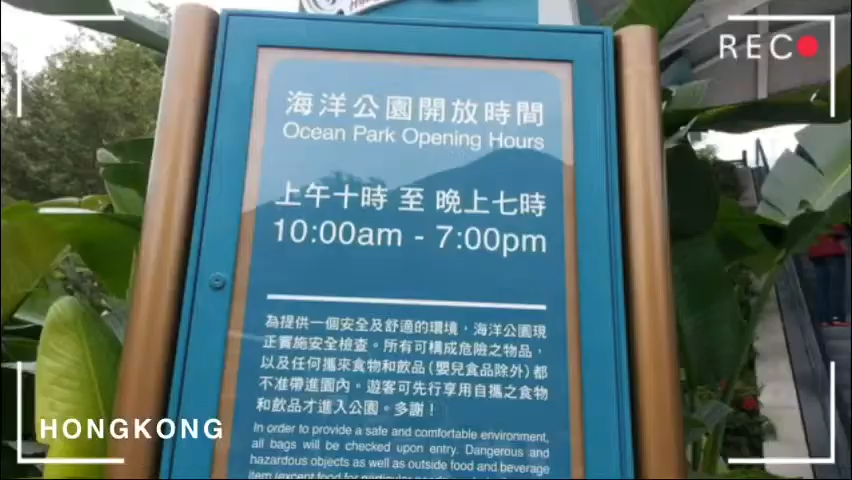 REC
海洋公園開放時間
Ocean Park Opening Hours
上午十時 至 晚上七時
10:00am - 7:00pm
為提供一個安全及舒適的環境，海洋公園現
正實施安全檢查。所有可構成危險之物品，
以及任何攜來食物和飲品（嬰兒食品除外）都
不准帶進園內。遊客可先行享用自攜之食物
和飲品才進入公園。多謝！
In order to provide a safe and comfortable environment,
all bags will be checked upon entry. Dangerous and
hazardous objects as well as outside food and beverage
item (except food for particular
HONGKONG